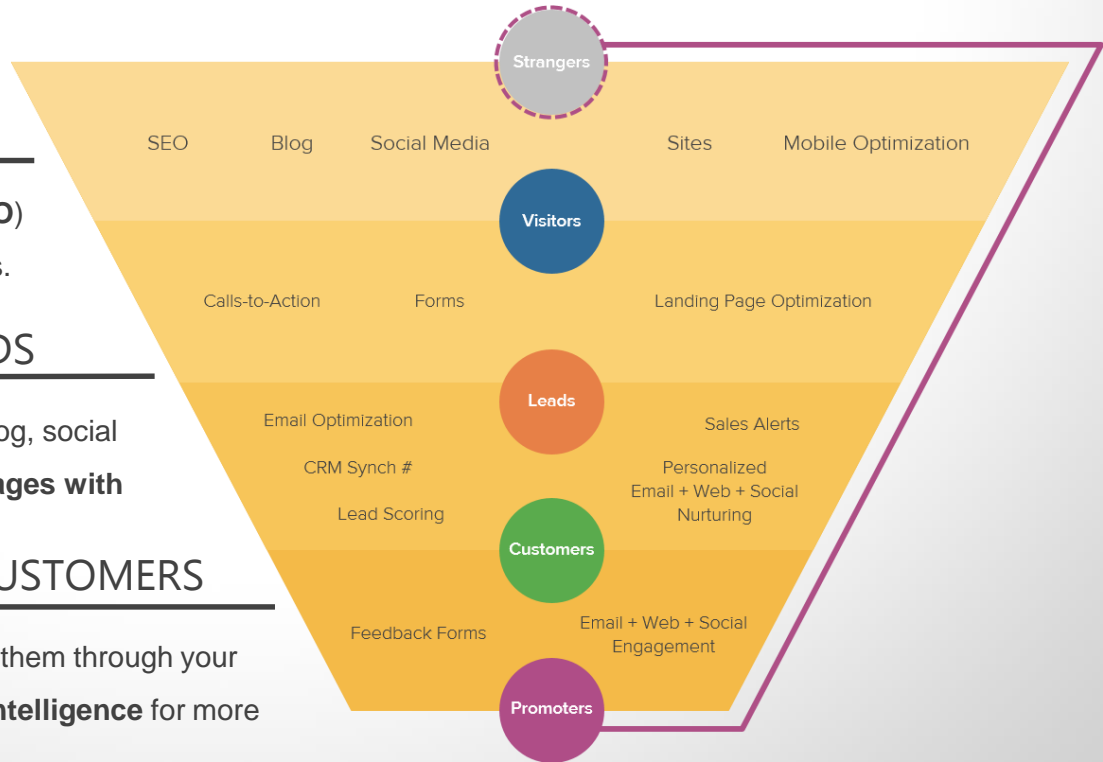 Strangers
SEO Blog Social Media Sites Mobile Optimization
O)
s.
Visitors
Calls-to-Action Forms Landing Page Optimization
DS
Leads
og, social
ages with
Email Optimization
CRM Synch #
Lead Scoring
Sales Alerts
Personalized
Email + Web + Social
Nurturing
Customers
USTOMERS
them through your
ntelligence for more
Feedback Forms
Email + Web + Social
Engagement
Promoters